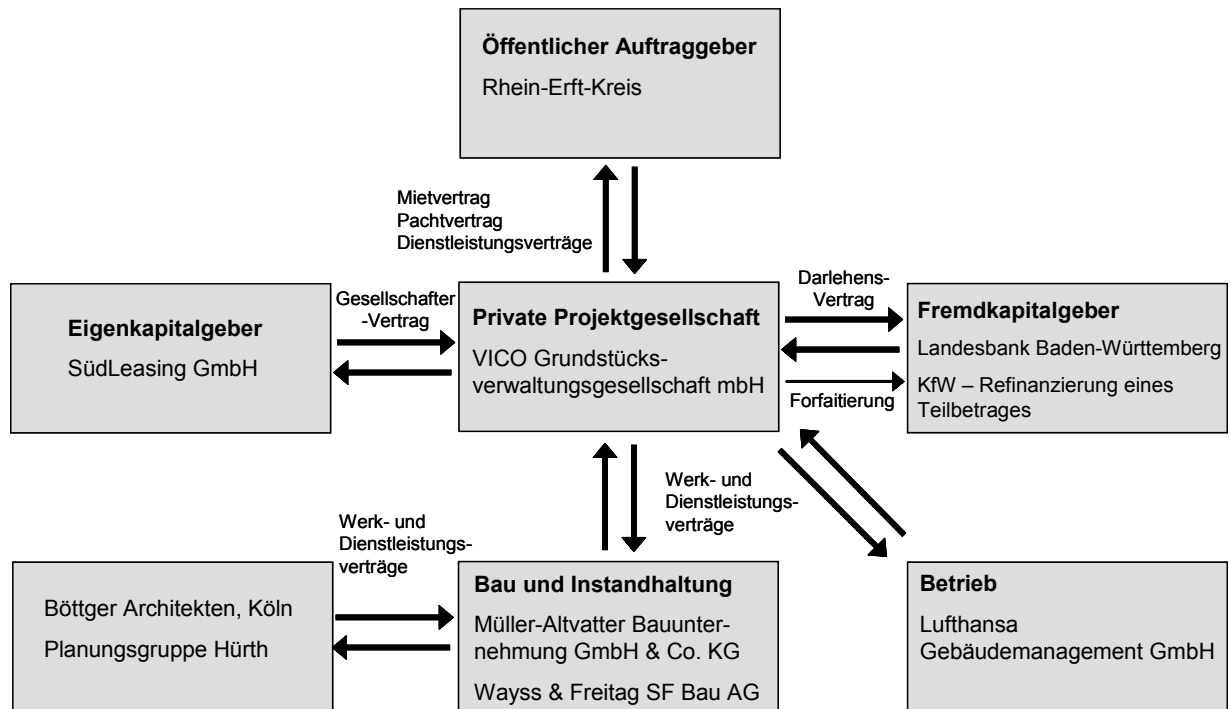 Öffentlicher Auftraggeber
Rhein-Erft-Kreis
Mietvertrag
Pachtvertrag
Dienstleistungsverträge
Eigenkapitalgeber
SüdLeasing GmbH
Gesellschafter
-Vertrag
Private Projektgesellschaft
VICO Grundstücks-
verwaltungsgesellschaft mbH
Darlehens-
Vertrag
Forfaitierung
Fremdkapitalgeber
Landesbank Baden-Württemberg
KfW – Refinanzierung eines
Teilbetrages
Werk- und
Dienstleistungs-
verträge
Werk- und
Dienstleistungs-
verträge
Böttger Architekten, Köln
Planungsgruppe Hürth
Bau und Instandhaltung
Müller-Altvatter Bauunter-
nehmung GmbH & Co. KG
Wayss & Freitag SF Bau AG
Betrieb
Lufthansa
Gebäudemanagement GmbH